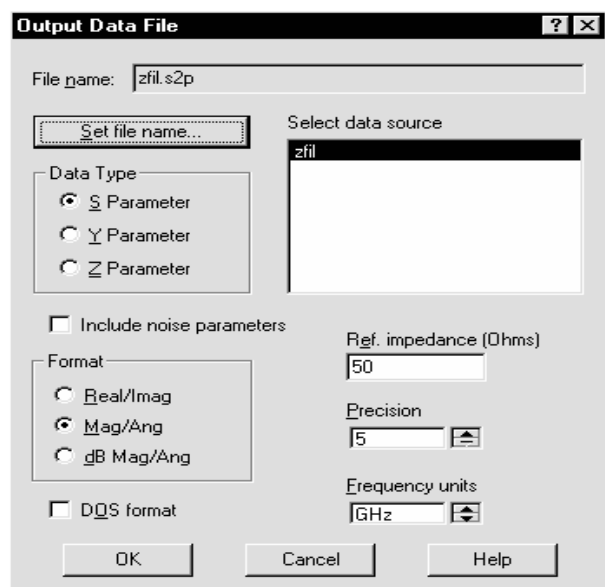 Output Data File
File name: zfil.s2p
Set file name...
Select data source
zfil
Data Type
S Parameter
Y Parameter
Z Parameter
Include noise parameters
Ref. impedance (Ohms)
50
Format
Real/Imag
Mag/Ang
dB Mag/Ang
Precision
5
Frequency units
GHz
DOS format
OK Cancel Help